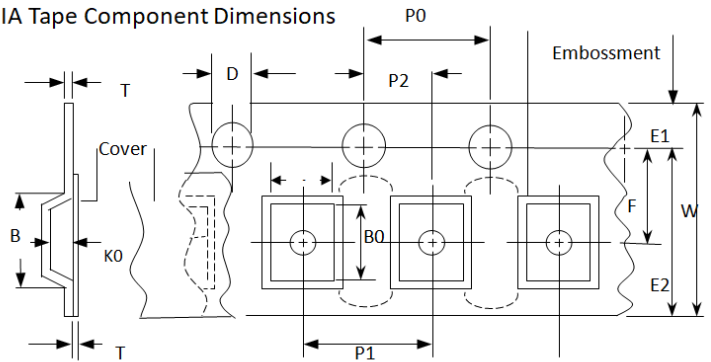 IA Tape Component Dimensions
P0
D
P2
Embossment
T
E1
Cover
F
W
B
B0
K0
E2
P1
T